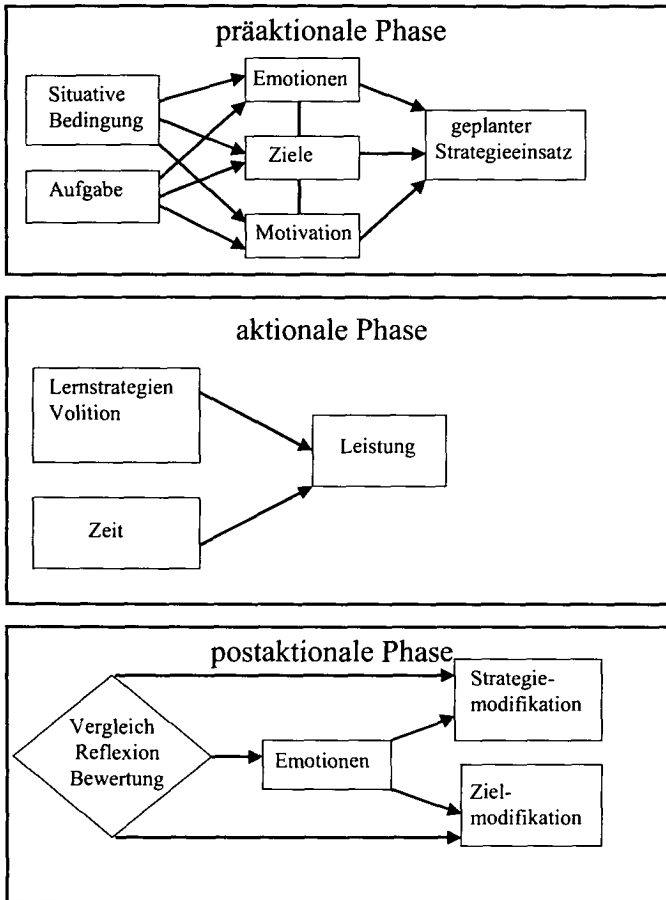 präaktionale Phase
Situative
Bedingung
Aufgabe
Emotionen
Ziele
Motivation
geplanter
Strategieeinsatz
aktionale Phase
Lernstrategien
Volition
Zeit
Leistung
postaktionale Phase
Vergleich
Reflexion
Bewertung
Emotionen
Strategie-
modifikation
Ziel-
modifikation